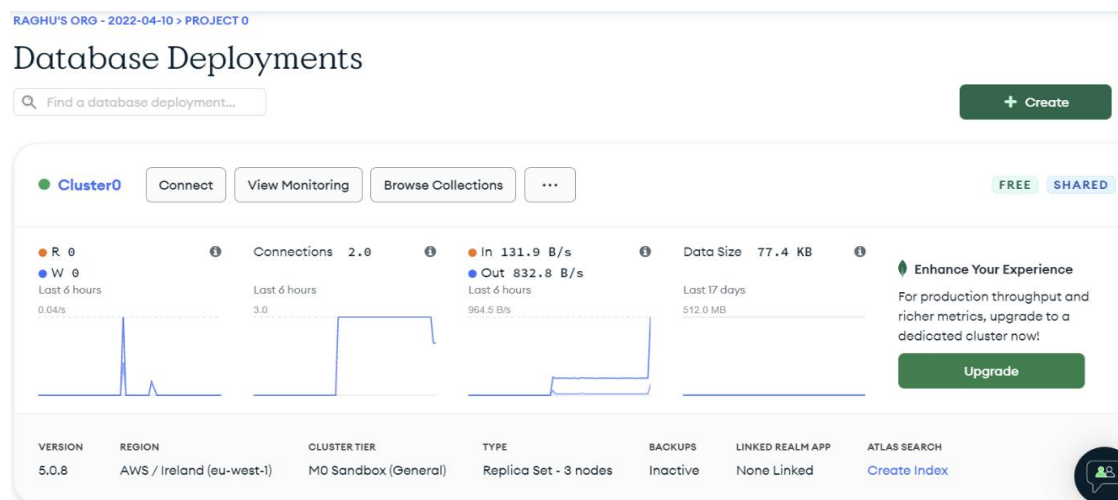 RAGHU'S ORG - 2022-04-10 > PROJECT 0
Database Deployments
Find a database deployment...
+ Create
Cluster0
Connect
View Monitoring
Browse Collections
...
FREE
SHARED
R 0
W 0
Last 6 hours
0.04/s
Connections 2.0
Last 6 hours
3.0
In 131.9 B/s
Out 832.8 B/s
Last 6 hours
964.5 B/s
Data Size 77.4 KB
Last 17 days
512.0 MB
Enhance Your Experience
For production throughput and
richer metrics, upgrade to a
dedicated cluster now!
Upgrade
VERSION
5.0.8
REGION
AWS / Ireland (eu-west-1)
CLUSTER TIER
M0 Sandbox (General)
TYPE
Replica Set - 3 nodes
BACKUPS
Inactive
LINKED REALM APP
None Linked
ATLAS SEARCH
Create Index